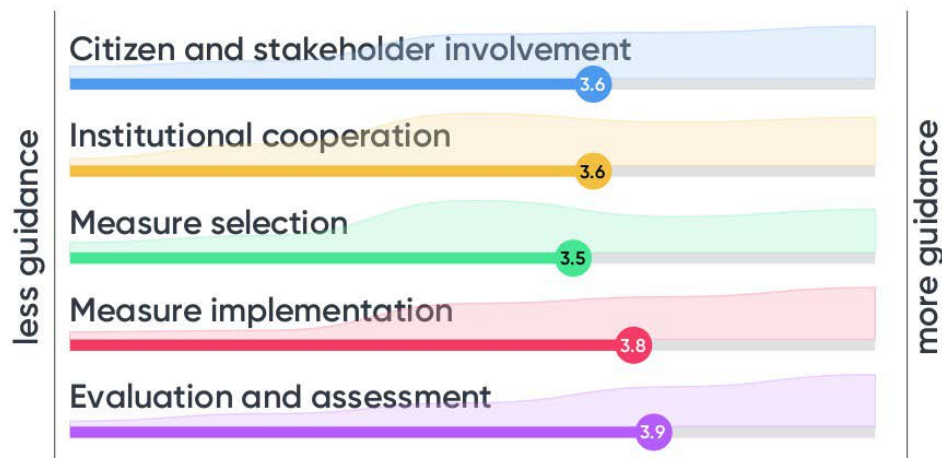 less guidance
Citizen and stakeholder involvement
3.6
Institutional cooperation
3.6
Measure selection
3.5
Measure implementation
3.8
Evaluation and assessment
3.9
more guidance